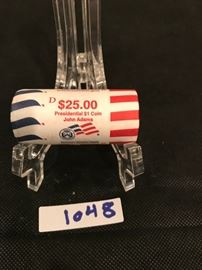 D $25.00
Presidential $1 Coin
John Adams
1048